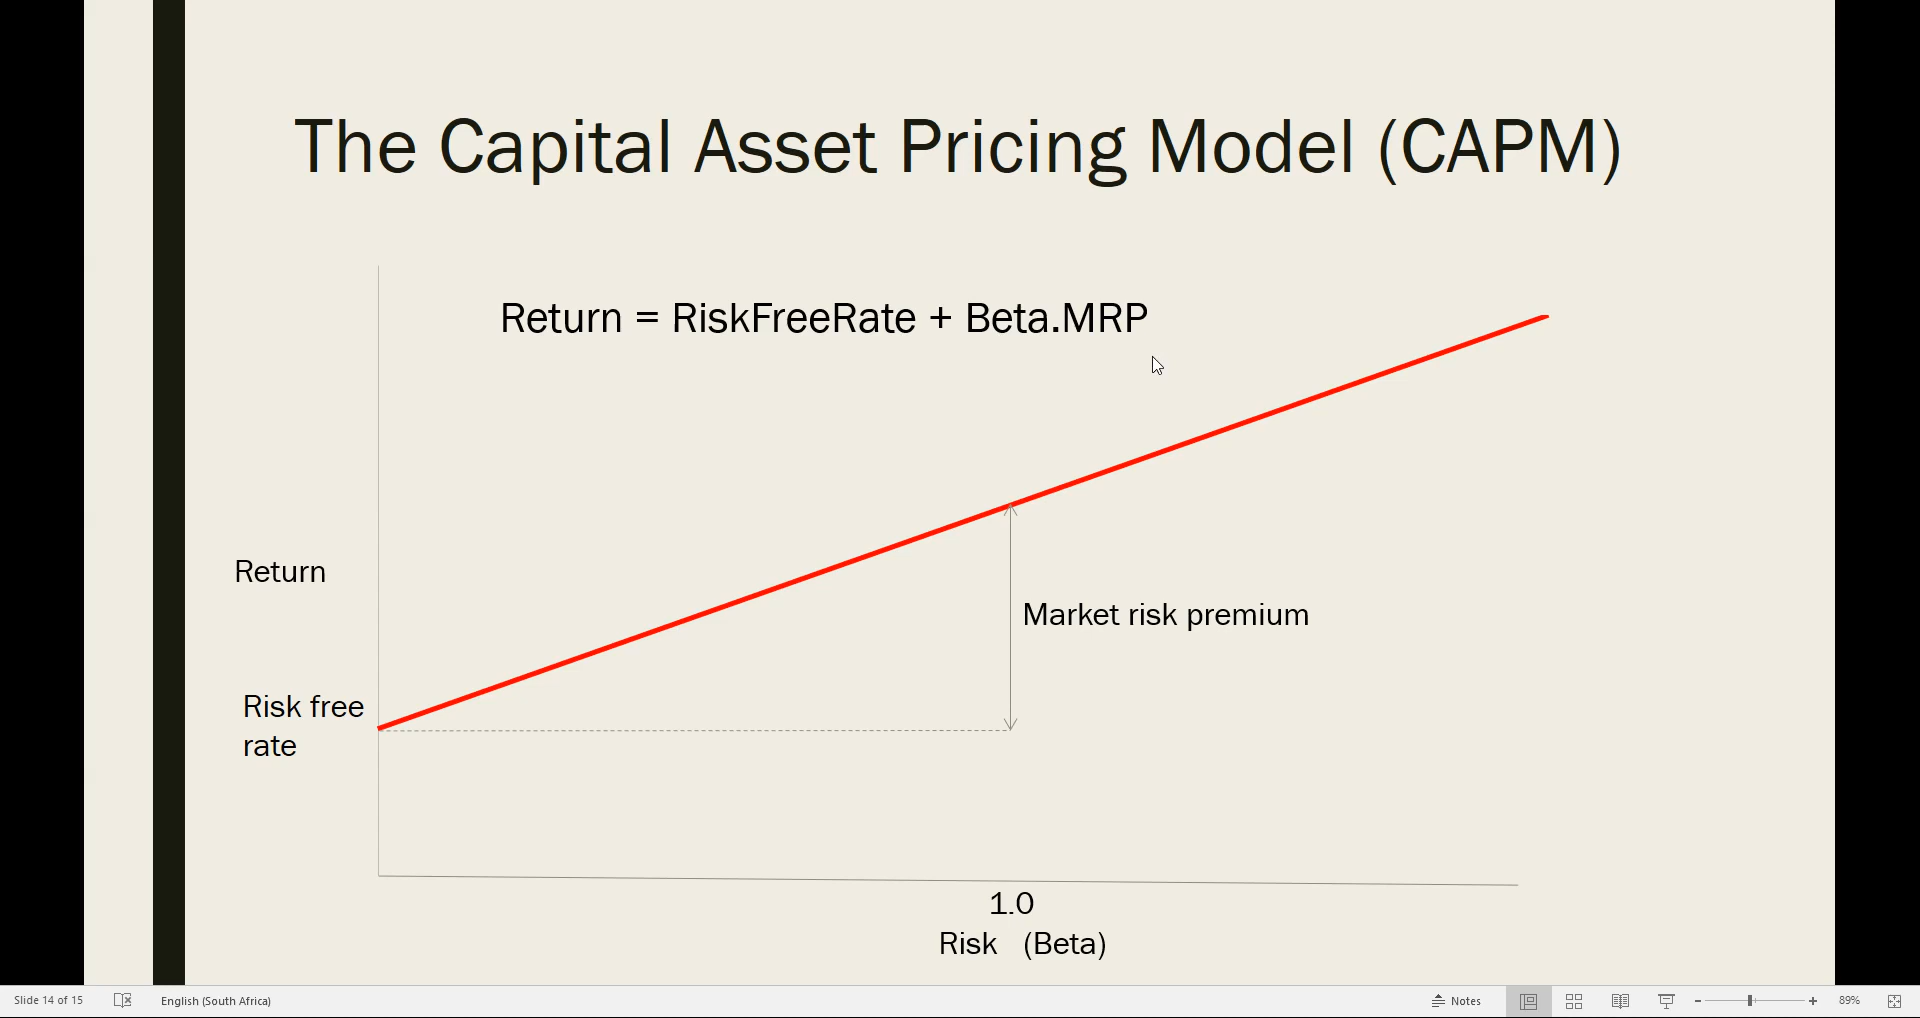 The Capital Asset Pricing Model (CAPM)
Return = RiskFreeRate + Beta.MRP
Return
Market risk premium
Risk free
rate
1.0
Risk (Beta)
Slide 14 of 15
English (South Africa)
Notes
89%